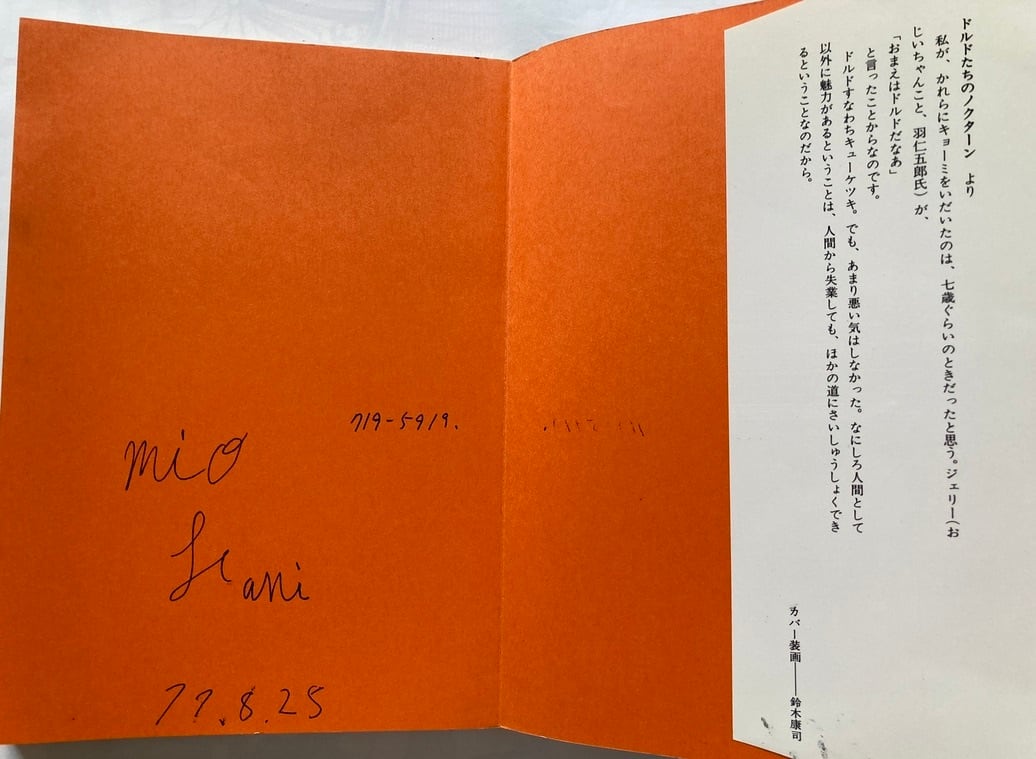 ドルドたちのノクターン より
私が、かれらにキョーミをいだいたのは、七歳ぐらいのときだったと思う。ジェリー(お
じいちゃんこと、羽仁五郎氏)が、
「おまえはドルドだなあ」
と言ったことからなのです。
ドルドすなわちキューケツキ。でも、あまり悪い気はしなかった。なにしろ人間として
以外に魅力があるということは、人間から失業しても、ほかの道にさいしゅうしょくでき
るということなのだから。
カバー装画——鈴木康司
719-5919.
mio
Hani
77.8.25